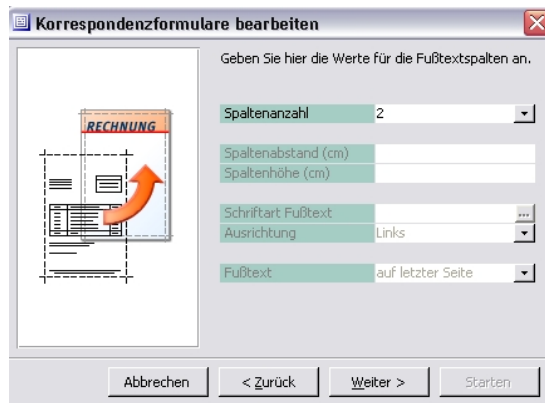 Korrespondenzformulare bearbeiten
Geben Sie hier die Werte für die Fußtextspalten an.
RECHNUNG
Spaltenanzahl 2
Spaltenabstand (cm)
Spaltenhöhe (cm)
Schriftart Fußtext ...
Ausrichtung Links
Fußtext auf letzter Seite
Abbrechen < Zurück Weiter > Starten